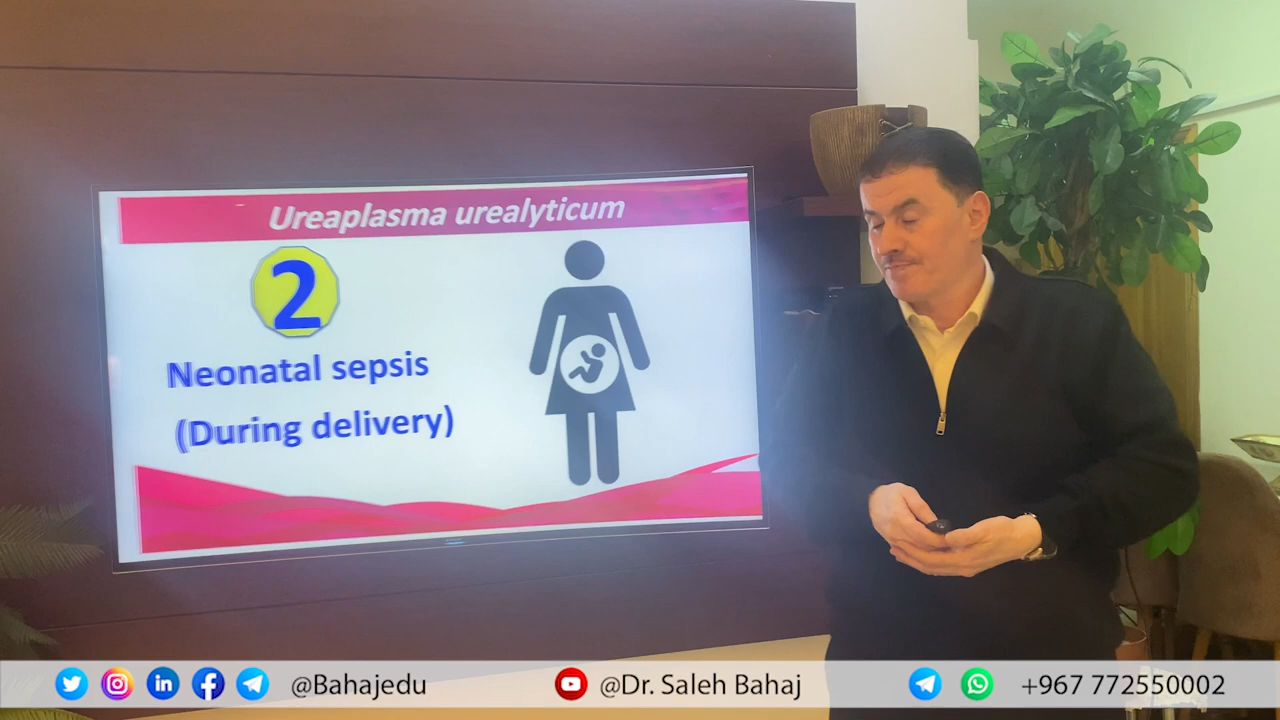 Ureaplasma urealyticum
2
Neonatal sepsis
(During delivery)
@Bahajedu
@Dr. Saleh Bahaj
+967 772550002